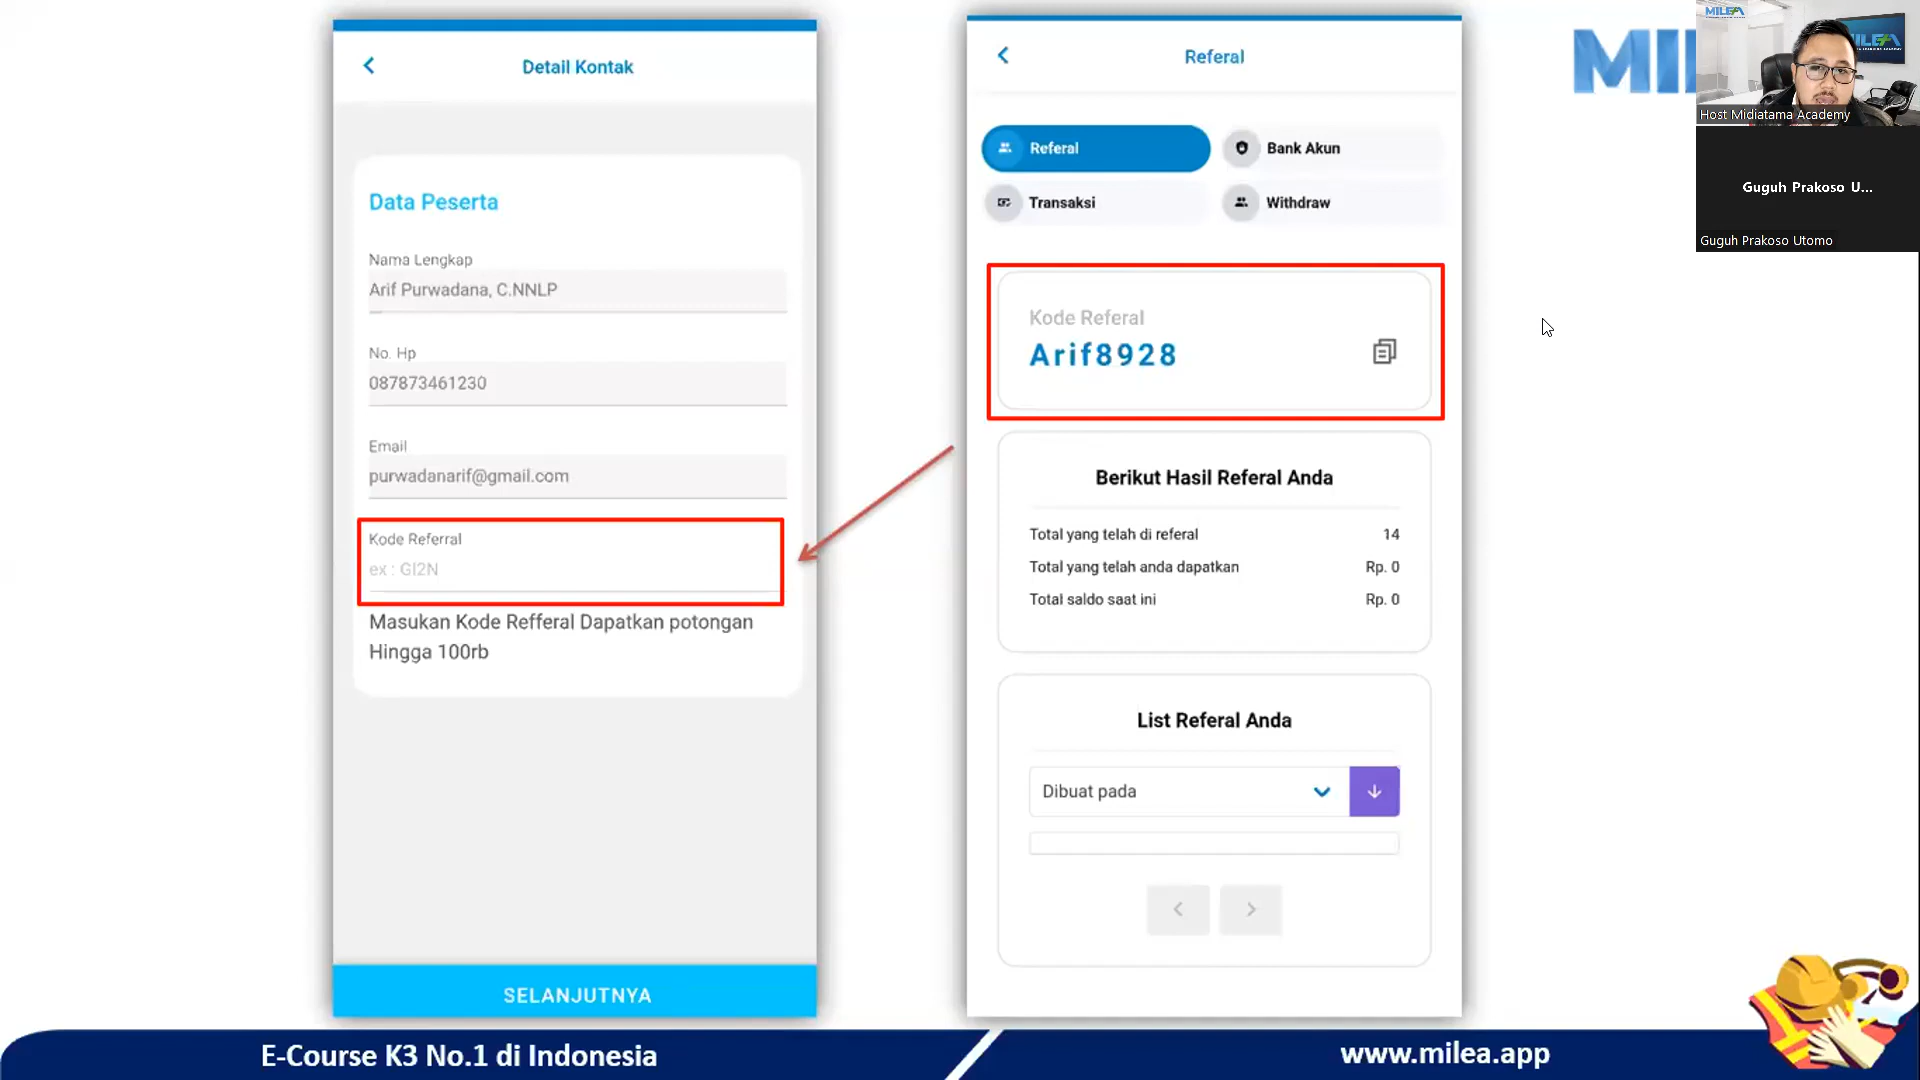 Detail Kontak
Data Peserta
Nama Lengkap
Arif Purwadana, C.NNLP
No. Hp
087873461230
Email
purwadanarif@gmail.com
Kode Referral
ex : GI2N
Masukan Kode Refferal Dapatkan potongan
Hingga 100rb
SELANJUTNYA
Referal
Referal
Bank Akun
Transaksi
Withdraw
Kode Referal
Arif8928
Berikut Hasil Referal Anda
Total yang telah di referal 14
Total yang telah anda dapatkan Rp. 0
Total saldo saat ini Rp. 0
List Referal Anda
Dibuat pada
MILEA
Host Midiatama Academy
Guguh Prakoso U...
Guguh Prakoso Utomo
E-Course K3 No.1 di Indonesia
www.milea.app